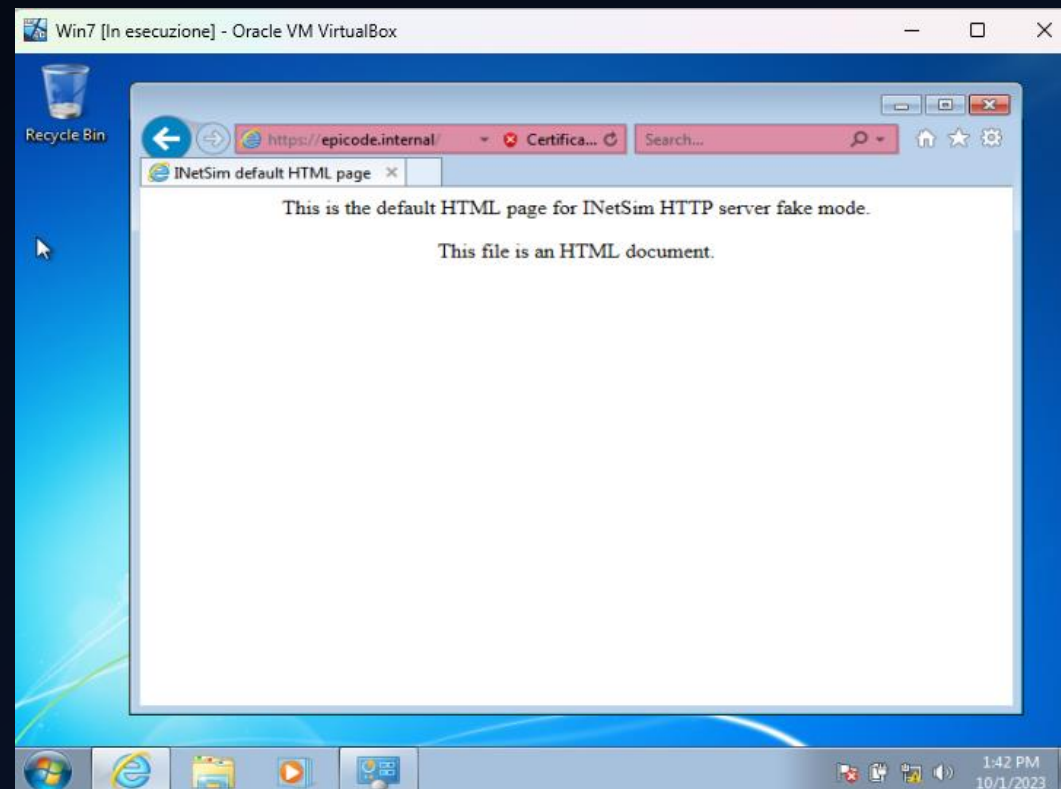 Win7 [In esecuzione] - Oracle VM VirtualBox
Recycle Bin
https://epicode.internal/ Certifica... Search...
INetSim default HTML page
This is the default HTML page for INetSim HTTP server fake mode.
This file is an HTML document.
1:42 PM
10/1/2023